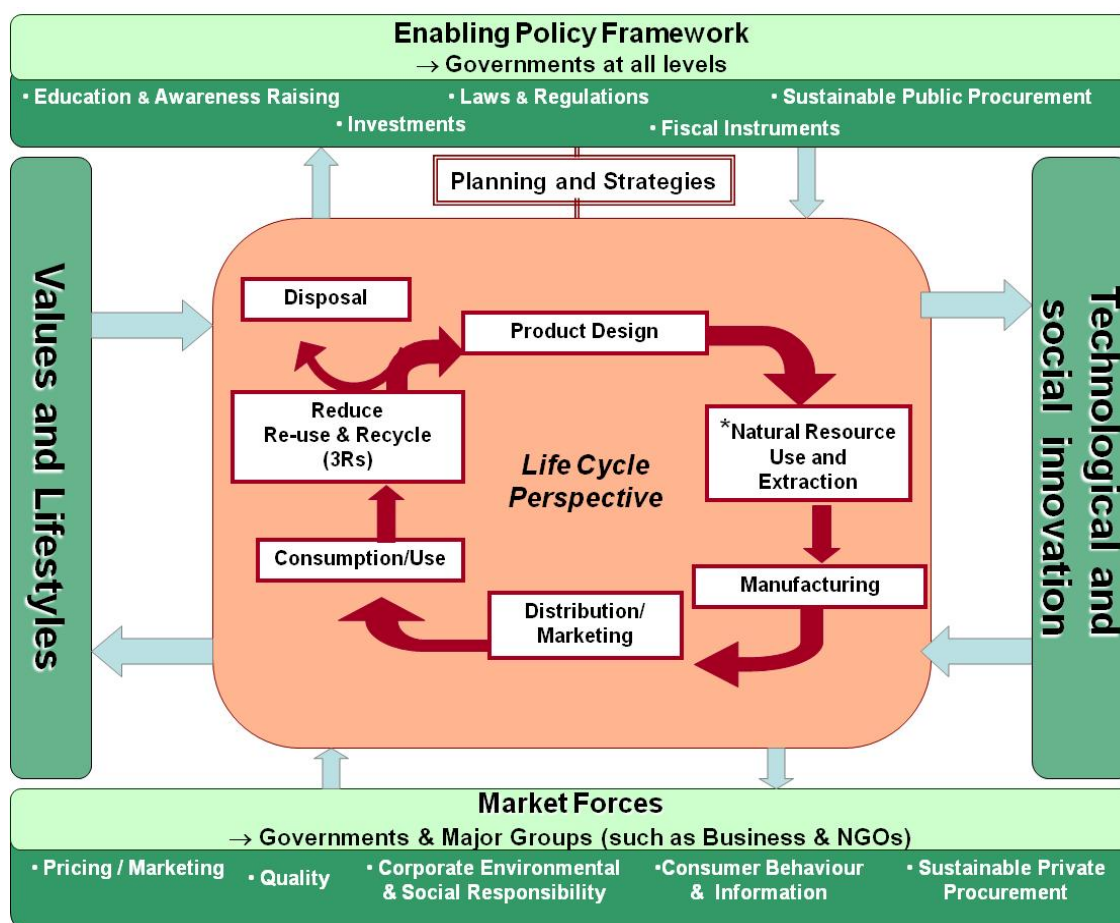 Enabling Policy Framework
→ Governments at all levels
• Education & Awareness Raising
• Laws & Regulations
• Sustainable Public Procurement
• Investments
• Fiscal Instruments
Planning and Strategies
Values and Lifestyles
Technological and
social innovation
Disposal
Product Design
Reduce
Re-use & Recycle
(3Rs)
*Natural Resource
Use and
Extraction
Life Cycle
Perspective
Consumption/Use
Manufacturing
Distribution/
Marketing
Market Forces
→ Governments & Major Groups (such as Business & NGOs)
• Pricing / Marketing
• Quality
• Corporate Environmental
& Social Responsibility
•Consumer Behaviour
& Information
• Sustainable Private
Procurement